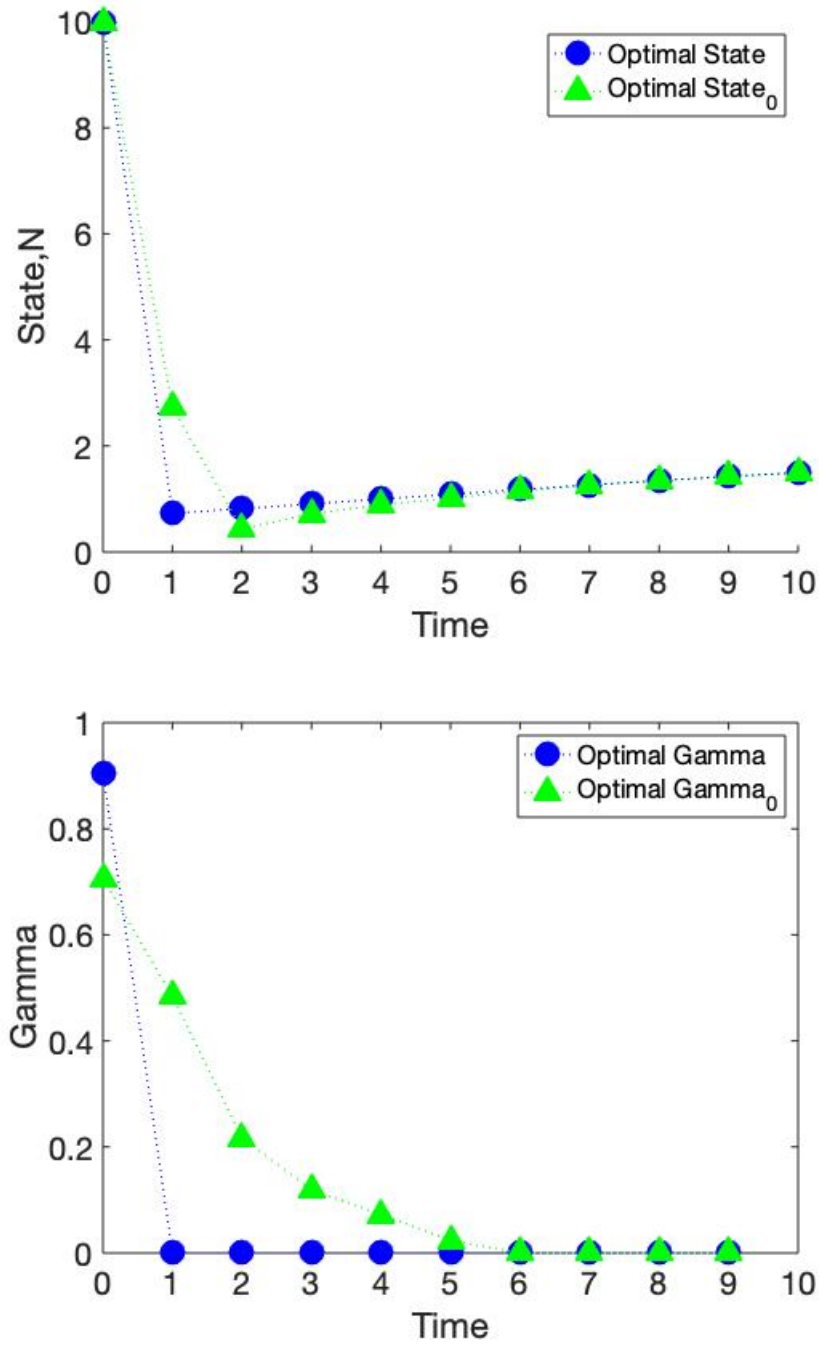 10
8
6
4
2
0
State,N
Optimal State
Optimal State₀
0 1 2 3 4 5 6 7 8 9 10
Time
1
0.8
0.6
0.4
0.2
0
Gamma
Optimal Gamma
Optimal Gamma₀
0 1 2 3 4 5 6 7 8 9 10
Time